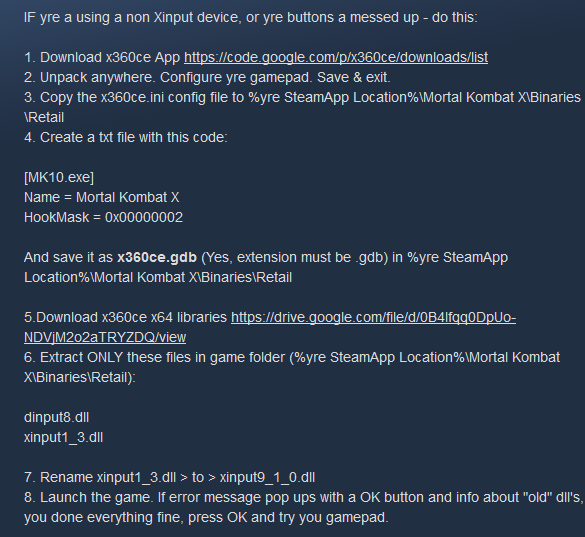 IF yre a using a non Xinput device, or yre buttons a messed up - do this:
1. Download x360ce App https://code.google.com/p/x360ce/downloads/list
2. Unpack anywhere. Configure yre gamepad. Save & exit.
3. Copy the x360ce.ini config file to %yre SteamApp Location%\Mortal Kombat X\Binaries
\Retail
4. Create a txt file with this code:
[MK10.exe]
Name = Mortal Kombat X
HookMask = 0x00000002
And save it as x360ce.gdb (Yes, extension must be .gdb) in %yre SteamApp
Location%\Mortal Kombat X\Binaries\Retail
5.Download x360ce x64 libraries https://drive.google.com/file/d/0B4lfqq0DpUo-
NDVjM2o2aTRYZDQ/view
6. Extract ONLY these files in game folder (%yre SteamApp Location%\Mortal Kombat
X\Binaries\Retail):
dinput8.dll
xinput1_3.dll
7. Rename xinput1_3.dll > to > xinput9_1_0.dll
8. Launch the game. If error message pop ups with a OK button and info about "old" dll's,
you done everything fine, press OK and try you gamepad.